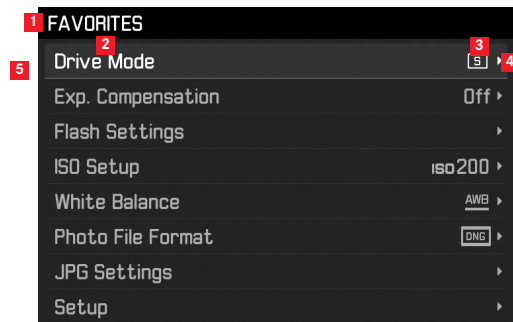 1 FAVORITES
2 3
Drive Mode S 4
5
Exp. Compensation Off
Flash Settings
ISO Setup ISO200
White Balance AWB
Photo File Format DNG
JPG Settings
Setup